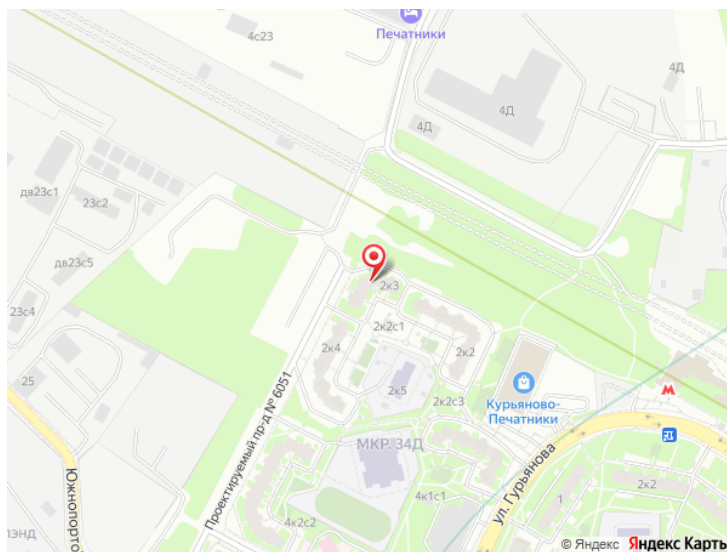 Печатники
4с23
4Д
4Д
4Д
дв23с1
23с2
дв23с5
23с4
25
2к3
2к2с1
2к4
2к2
2к5
2к2с3
Курьяново-
Печатники
МКР. 34Д
Проектируемый пр-д № 6051
ул. Гурьянова
Южнопорто
4к1с1
4к2с2
1
2к2
лэнд
© Яндекс Яндекс Карты